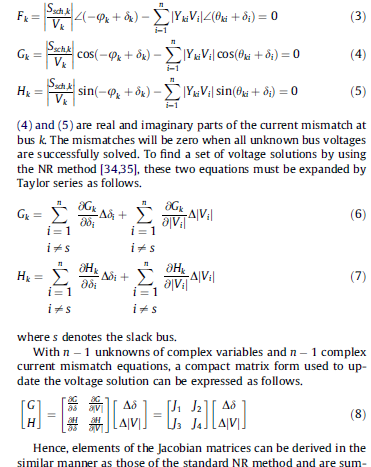 F_k = |S_sch,k / V_k| ∠(−φ_k + δ_k) − ∑_{i=1}^{n} |Y_ki V_i| ∠(θ_ki + δ_i) = 0 (3)
G_k = |S_sch,k / V_k| cos(−φ_k + δ_k) − ∑_{i=1}^{n} |Y_ki V_i| cos(θ_ki + δ_i) = 0 (4)
H_k = |S_sch,k / V_k| sin(−φ_k + δ_k) − ∑_{i=1}^{n} |Y_ki V_i| sin(θ_ki + δ_i) = 0 (5)
(4) and (5) are real and imaginary parts of the current mismatch at
bus k. The mismatches will be zero when all unknown bus voltages
are successfully solved. To find a set of voltage solutions by using
the NR method [34,35], these two equations must be expanded by
Taylor series as follows.
G_k = ∑_{i = 1, i ≠ s}^{n} ∂G_k/∂δ_i Δδ_i + ∑_{i = 1, i ≠ s}^{n} ∂G_k/∂|V_i| Δ|V_i| (6)
H_k = ∑_{i = 1, i ≠ s}^{n} ∂H_k/∂δ_i Δδ_i + ∑_{i = 1, i ≠ s}^{n} ∂H_k/∂|V_i| Δ|V_i| (7)
where s denotes the slack bus.
With n − 1 unknowns of complex variables and n − 1 complex
current mismatch equations, a compact matrix form used to up-
date the voltage solution can be expressed as follows.
[G; H] = [∂G/∂δ ∂G/∂|V|; ∂H/∂δ ∂H/∂|V|] [Δδ; Δ|V|] = [J_1 J_2; J_3 J_4] [Δδ; Δ|V|] (8)
Hence, elements of the Jacobian matrices can be derived in the
similar manner as those of the standard NR method and are sum-